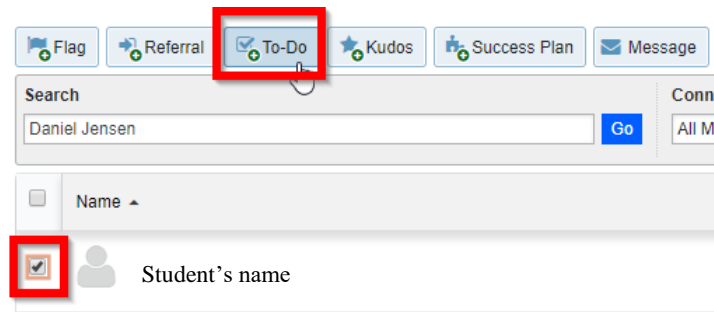 Flag Referral To-Do Kudos Success Plan Message
Search Conn
Daniel Jensen Go All M
Name
Student’s name